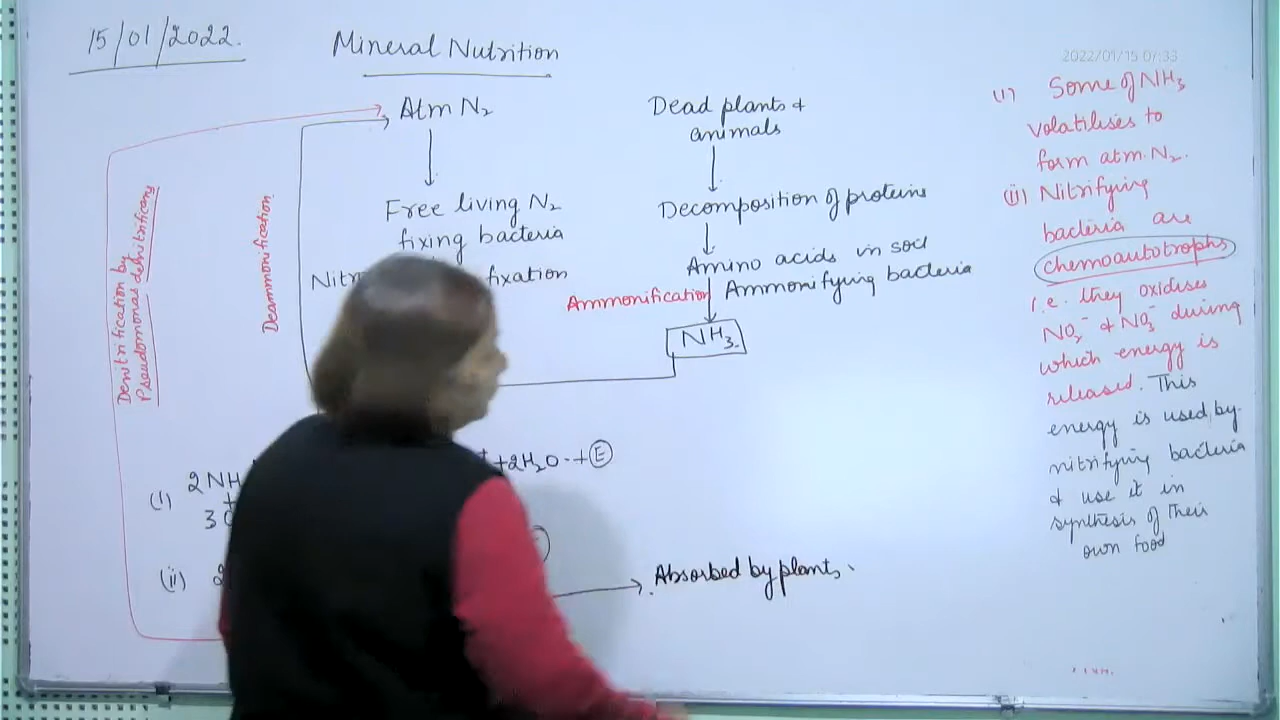 15/01/2022.
Mineral Nutrition
2022/01/15 07:33
Atm N₂
Free living N₂
fixing bacteria
fixation
Denitrification by
Pseudomonas denitrificans
Deammonification
Dead plants &
animals
Decomposition of proteins
Amino acids in soil
Ammonification
Ammonifying bacteria
NH₃
(i) 2NH
+
3
+2H₂O + E
(ii) 2
Absorbed by plants.
(i) Some of NH₃
volatilises to
form atm. N₂.
(ii) Nitrifying
bacteria are
chemoautotrophs
i.e. they oxidises
NO₂⁻ & NO₃⁻ during
which energy is
released. This
energy is used by
nitrifying bacteria
& use it in
synthesis of their
own food